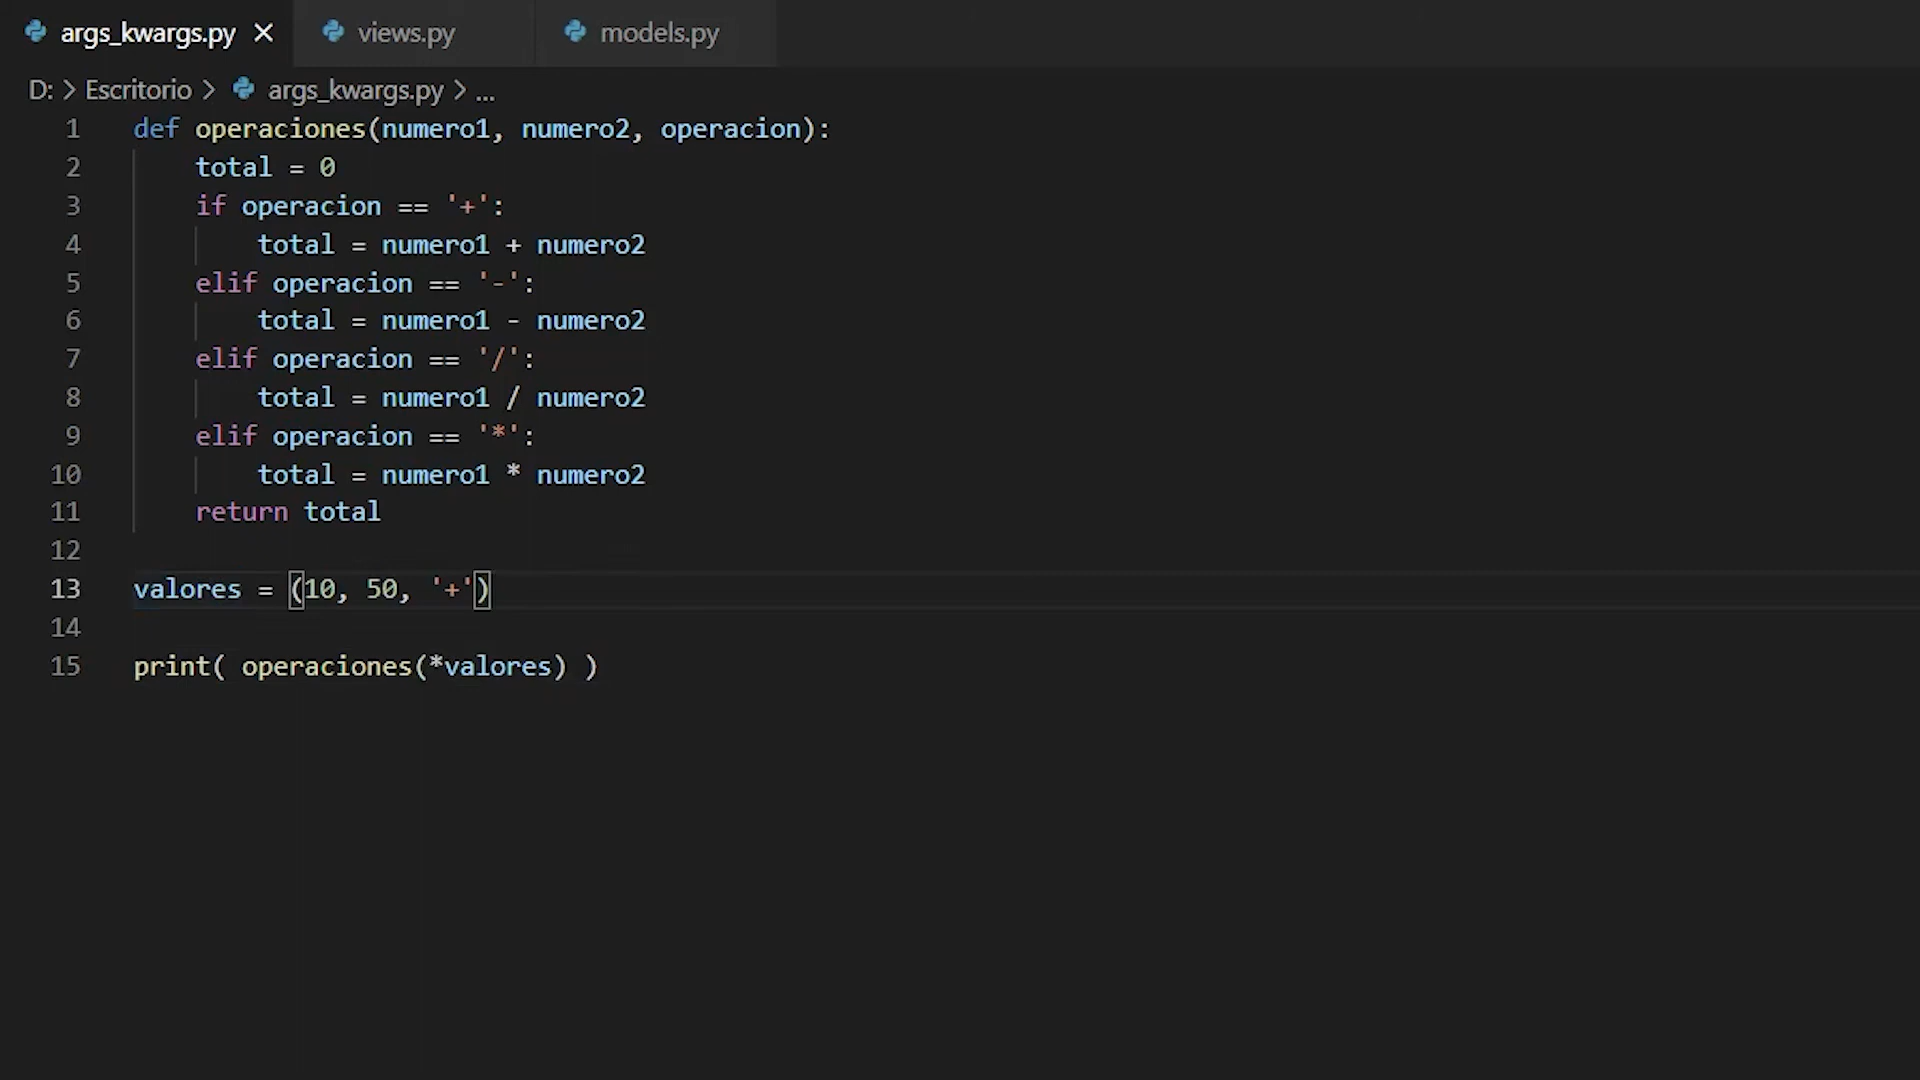 args_kwargs.py views.py models.py
D: > Escritorio > args_kwargs.py > ...
1 def operaciones(numero1, numero2, operacion):
2 total = 0
3 if operacion == '+':
4 total = numero1 + numero2
5 elif operacion == '-':
6 total = numero1 - numero2
7 elif operacion == '/':
8 total = numero1 / numero2
9 elif operacion == '*':
10 total = numero1 * numero2
11 return total
12
13 valores = (10, 50, '+')
14
15 print( operaciones(*valores) )